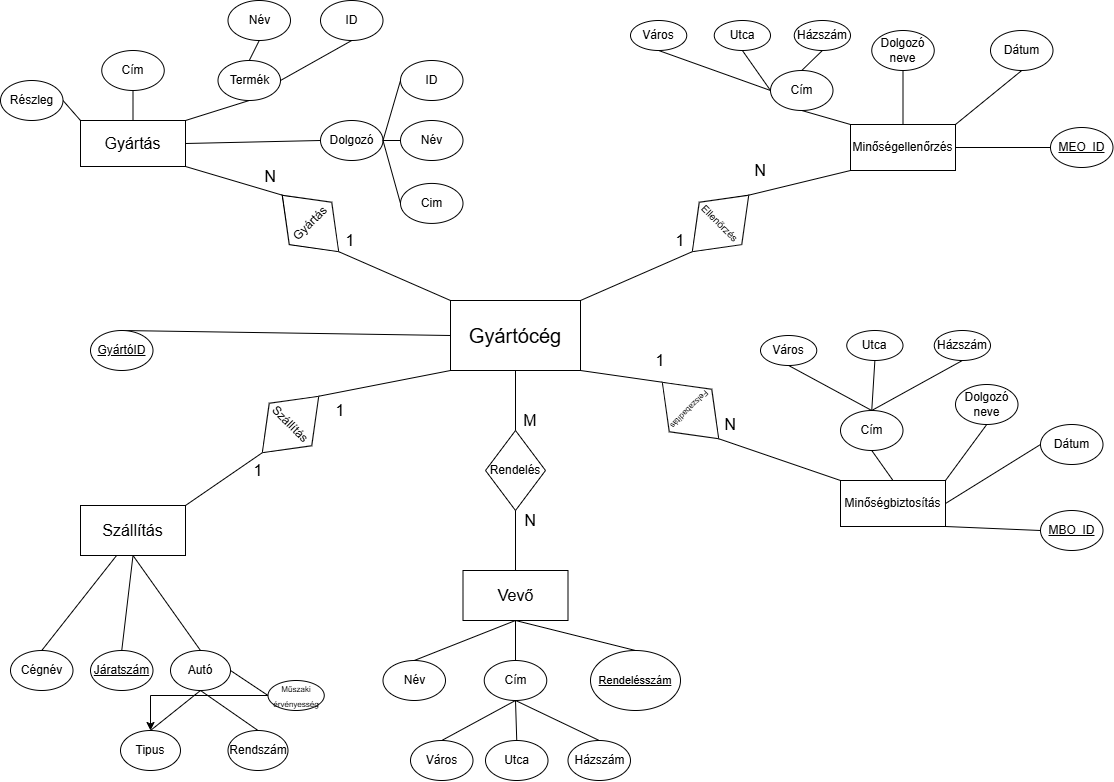 Név
ID
Cím
Termék
Részleg
Gyártás
ID
Dolgozó
Név
Cim
N
Gyártás
1
Város
Utca
Házszám
Dolgozó
neve
Dátum
Cím
Minőségellenőrzés
MEO_ID
N
Ellenőrzés
1
Gyártócég
GyártóID
Város
Utca
Házszám
1
Felszabadítás
N
Dolgozó
neve
Cím
Dátum
Minőségbiztosítás
MBO_ID
1
Szállítás
1
M
Rendelés
N
Szállítás
Vevő
Cégnév
Járatszám
Autó
Műszaki
érvényesség
Tipus
Rendszám
Név
Cím
Rendelésszám
Város
Utca
Házszám